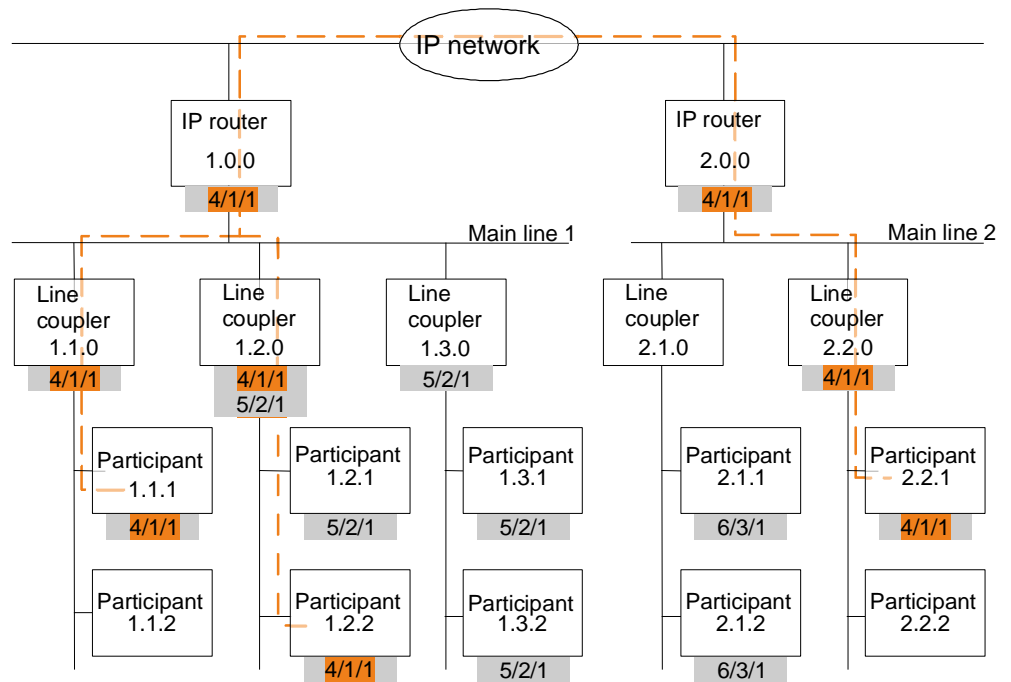 IP network
IP router
1.0.0
4/1/1
IP router
2.0.0
4/1/1
Main line 1
Main line 2
Line
coupler
1.1.0
4/1/1
Line
coupler
1.2.0
4/1/1
5/2/1
Line
coupler
1.3.0
5/2/1
Line
coupler
2.1.0
Line
coupler
2.2.0
4/1/1
Participant
1.1.1
4/1/1
Participant
1.2.1
5/2/1
Participant
1.3.1
5/2/1
Participant
2.1.1
6/3/1
Participant
2.2.1
4/1/1
Participant
1.1.2
Participant
1.2.2
4/1/1
Participant
1.3.2
5/2/1
Participant
2.1.2
6/3/1
Participant
2.2.2